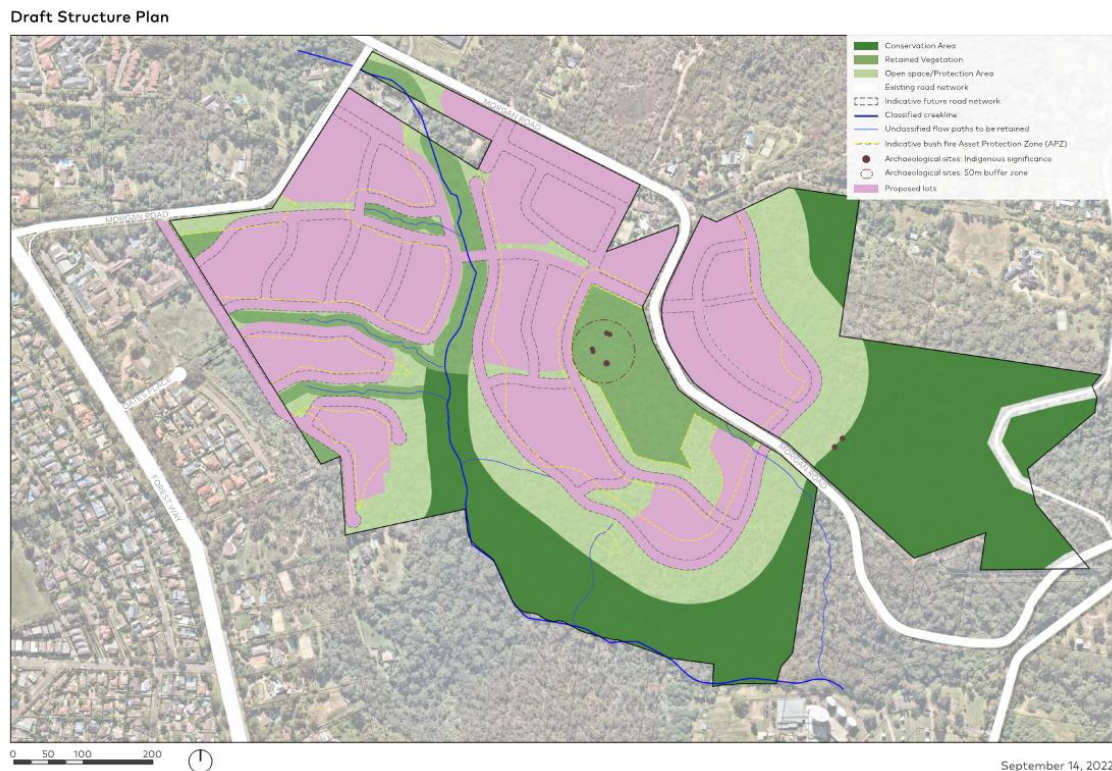 Draft Structure Plan
Conservation Area
Retained Vegetation
Open space/Protection Area
Existing road network
Indicative future road network
Classified creekline
Unclassified flow paths to be retained
Indicative bush fire Asset Protection Zone (APZ)
Archaeological sites: Indigenous significance
Archaeological sites: 50m buffer zone
Proposed lots
MORGAN ROAD
MORGAN ROAD
MORGAN ROAD
FOREST WAY
0 50 100 200
September 14, 2022